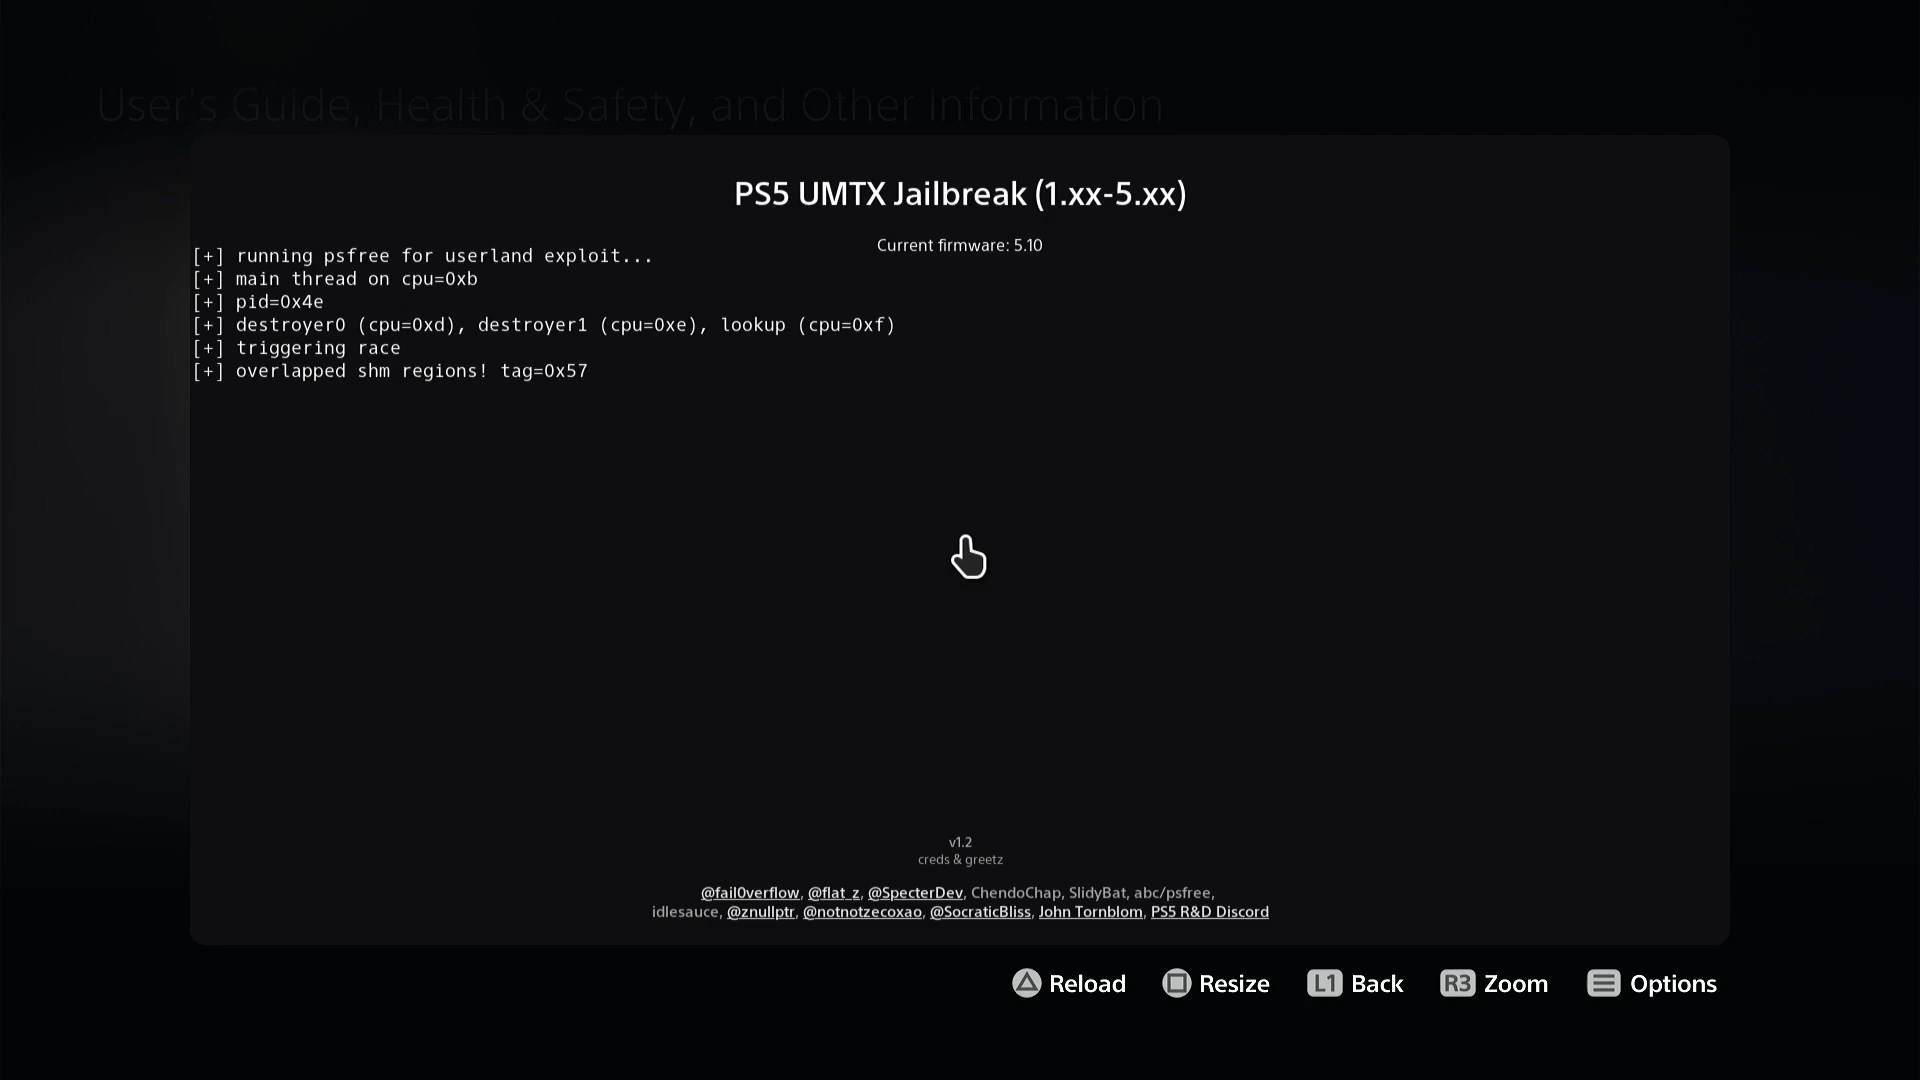 User's Guide, Health & Safety, and Other Information
PS5 UMTX Jailbreak (1.xx-5.xx)
Current firmware: 5.10
[+] running psfree for userland exploit...
[+] main thread on cpu=0xb
[+] pid=0x4e
[+] destroyer0 (cpu=0xd), destroyer1 (cpu=0xe), lookup (cpu=0xf)
[+] triggering race
[+] overlapped shm regions! tag=0x57
v1.2
creds & greetz
@fail0verflow, @flat_z, @SpecterDev, ChendoChap, SlidyBat, abc/psfree,
idlesauce, @znullptr, @notnotzecoxao, @SocraticBliss, John Tornblom, PS5 R&D Discord
Reload Resize L1 Back R3 Zoom Options